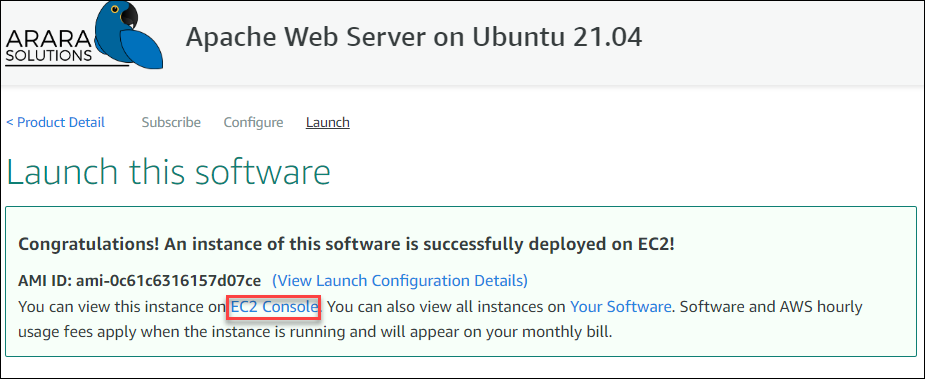 ARARA
SOLUTIONS
Apache Web Server on Ubuntu 21.04
< Product Detail Subscribe Configure Launch
Launch this software
Congratulations! An instance of this software is successfully deployed on EC2!
AMI ID: ami-0c61c6316157d07ce (View Launch Configuration Details)
You can view this instance on EC2 Console. You can also view all instances on Your Software. Software and AWS hourly
usage fees apply when the instance is running and will appear on your monthly bill.